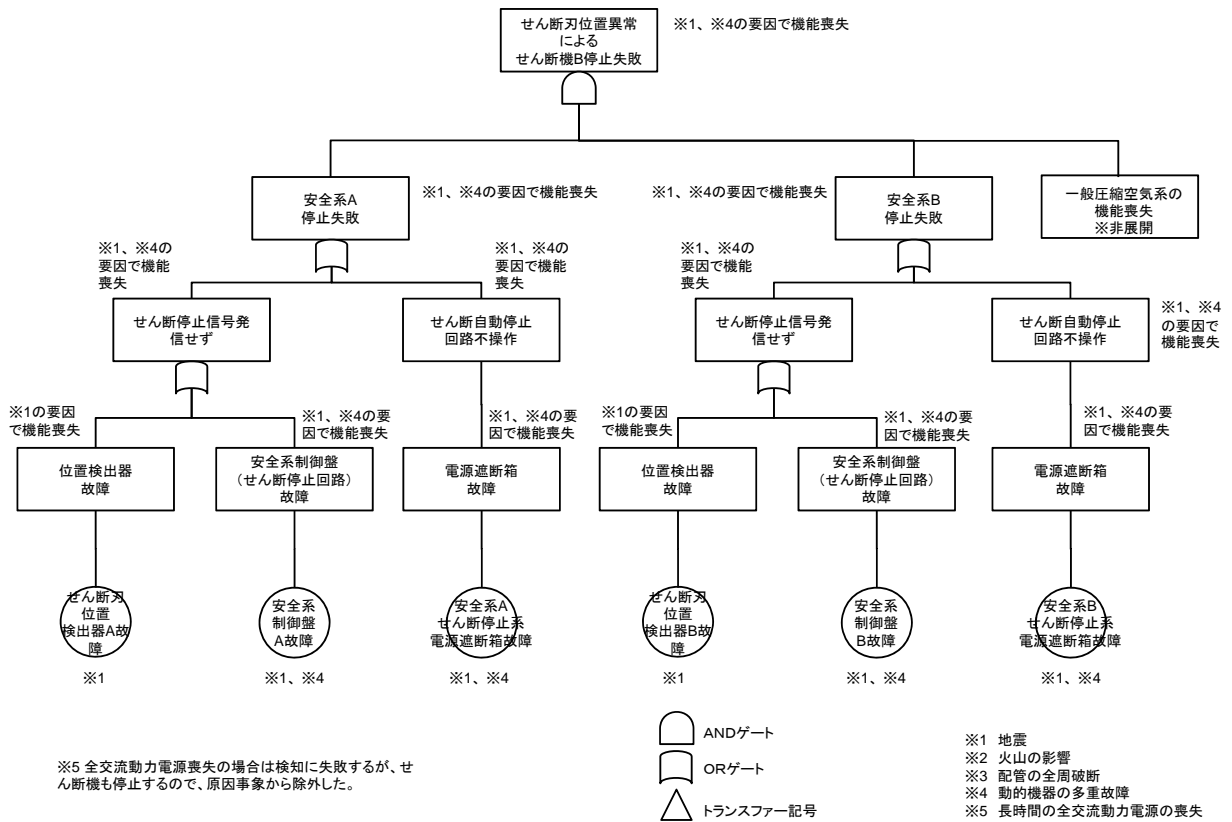 せん断刃位置異常
による
せん断機B停止失敗
※1、※4の要因で機能喪失
安全系A
停止失敗
※1、※4の要因で機能喪失
※1、※4の要因で機能喪失
安全系B
停止失敗
一般圧縮空気系の
機能喪失
※非展開
※1、※4の
要因で機能
喪失
※1、※4の
要因で機能
喪失
※1、※4の
要因で機能
喪失
せん断停止信号発
信せず
せん断自動停止
回路不操作
せん断停止信号発
信せず
せん断自動停止
回路不操作
※1、※4
の要因で
機能喪失
※1の要因
で機能喪失
※1、※4の要
因で機能喪失
※1、※4の要
因で機能喪失
※1の要因
で機能喪失
※1、※4の要
因で機能喪失
※1、※4の要
因で機能喪失
位置検出器
故障
安全系制御盤
(せん断停止回路)
故障
電源遮断箱
故障
位置検出器
故障
安全系制御盤
(せん断停止回路)
故障
電源遮断箱
故障
せん断刃
位置
検出器A故
障
安全系
制御盤
A故障
安全系A
せん断停止系
電源遮断箱故障
せん断刃
位置
検出器B故
障
安全系
制御盤
B故障
安全系B
せん断停止系
電源遮断箱故障
※1
※1、※4
※1、※4
※1
※1、※4
※1、※4
※5 全交流動力電源喪失の場合は検知に失敗するが、せ
ん断機も停止するので、原因事象から除外した。
ANDゲート
ORゲート
トランスファー記号
※1 地震
※2 火山の影響
※3 配管の全周破断
※4 動的機器の多重故障
※5 長時間の全交流動力電源の喪失